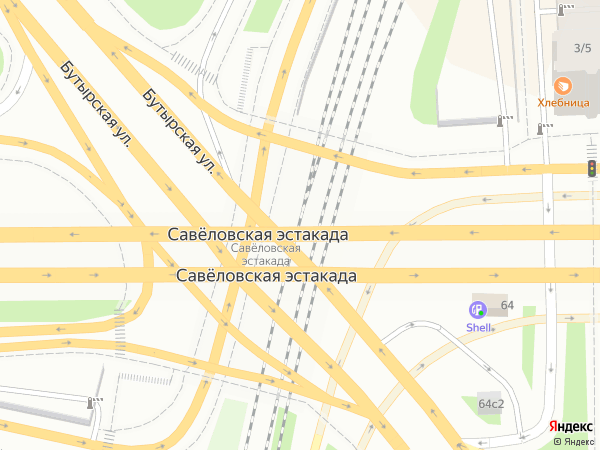 3/5
Хлебница
Бутырская ул.
Бутырская ул.
Савёловская эстакада
Савёловская
эстакада
Савёловская эстакада
64
Shell
64с2
Яндекс
© Яндекс